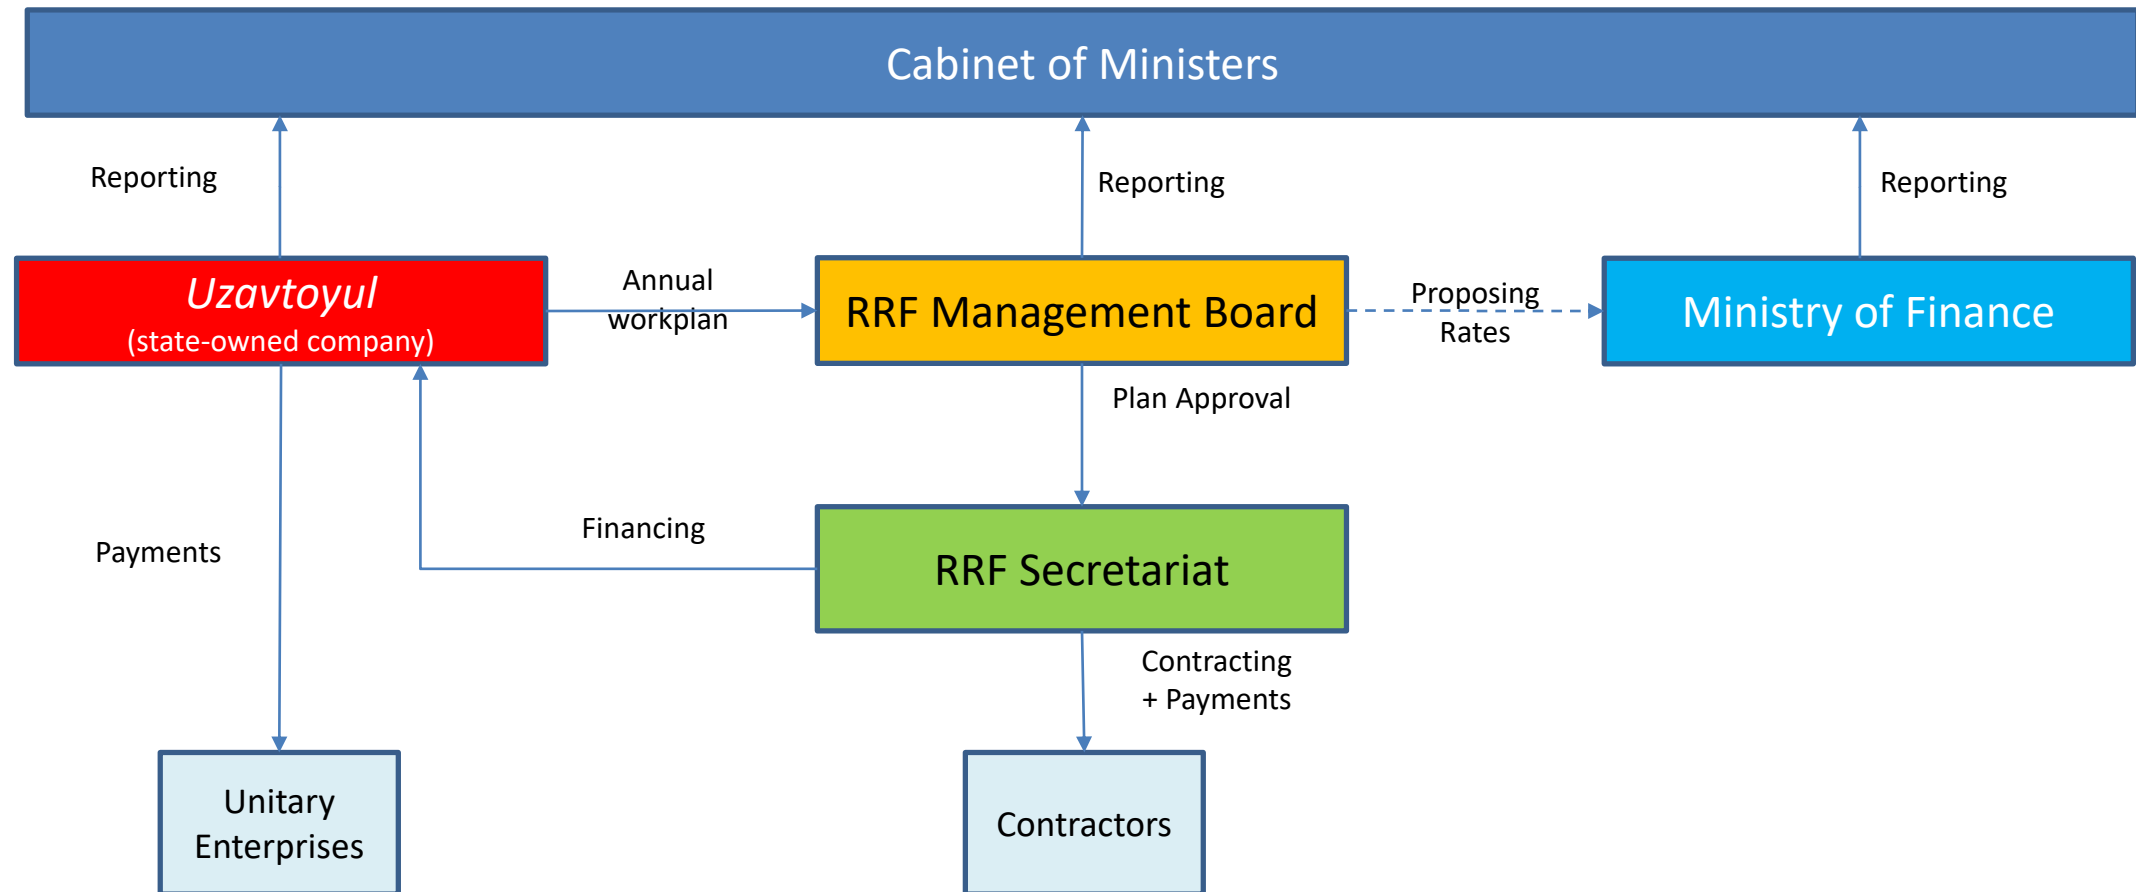 Cabinet of Ministers
Reporting
Reporting
Reporting
Uzavtoyul
(state-owned company)
Annual
workplan
RRF Management Board
Proposing
Rates
Ministry of Finance
Plan Approval
Payments
Financing
RRF Secretariat
Contracting
+ Payments
Unitary
Enterprises
Contractors